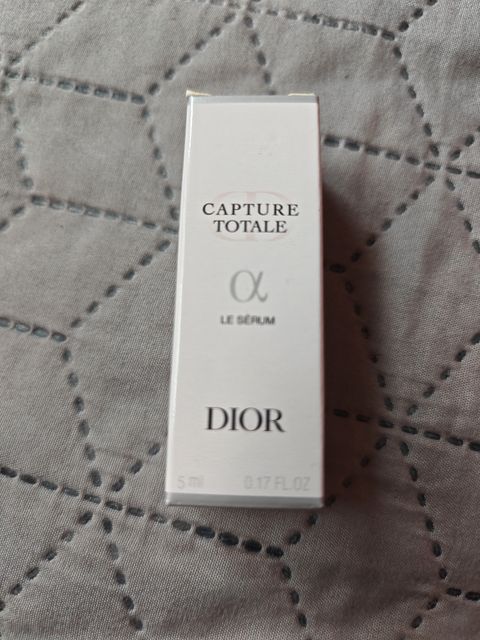 CAPTURE
TOTALE
α
LE SÉRUM
DIOR
5 ml 0.17 FL.OZ